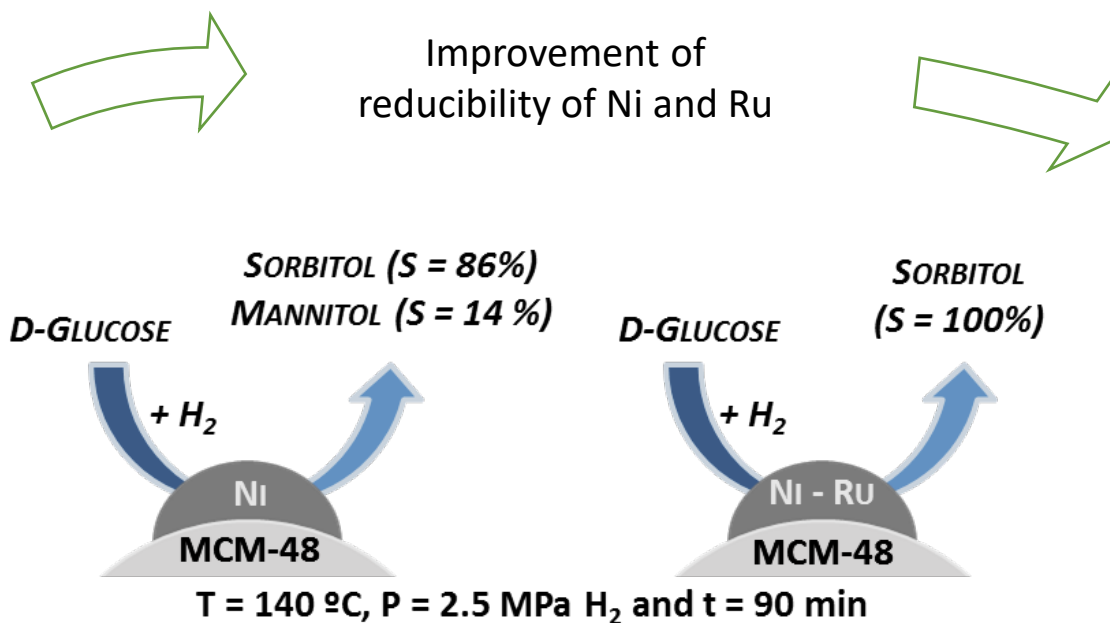 Improvement of
reducibility of Ni and Ru
SORBITOL (S = 86%)
MANNITOL (S = 14 %)
D-GLUCOSE
+ H₂
NI
MCM-48
SORBITOL
(S = 100%)
D-GLUCOSE
+ H₂
NI - RU
MCM-48
T = 140 ºC, P = 2.5 MPa H₂ and t = 90 min